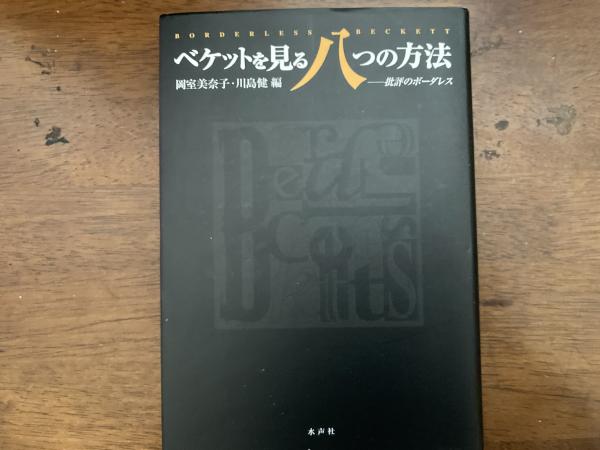 BORDERLESS BECKETT
ベケットを見る八つの方法
——批評のボーダレス
岡室美奈子・川島健 編
水声社